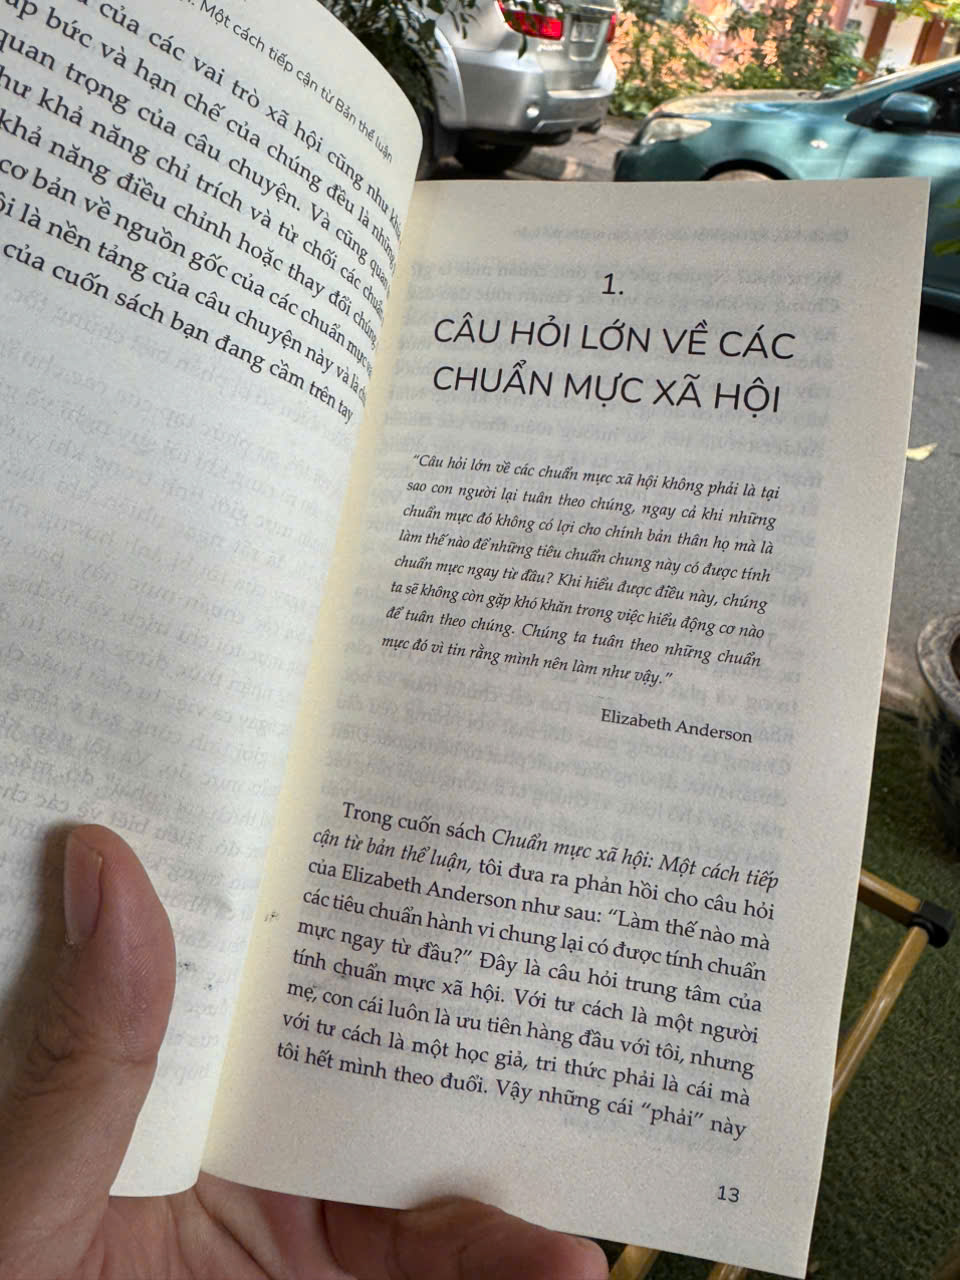 Một cách tiếp cận từ Bản thể luận
của các vai trò xã hội cũng như
bức và hạn chế của chúng đều là những
quan trọng của câu chuyện. Và cũng quan
khả năng chỉ trích và từ chối các chuẩn
khả năng điều chỉnh hoặc thay đổi chúng.
cơ bản về nguồn gốc của các chuẩn mực
là nền tảng của câu chuyện này và là
của cuốn sách bạn đang cầm trên tay
1.
CÂU HỎI LỚN VỀ CÁC
CHUẨN MỰC XÃ HỘI
“Câu hỏi lớn về các chuẩn mực xã hội không phải là tại
sao con người lại tuân theo chúng, ngay cả khi những
chuẩn mực đó không có lợi cho chính bản thân họ mà là
làm thế nào để những tiêu chuẩn chung này có được tính
chuẩn mực ngay từ đầu? Khi hiểu được điều này, chúng
ta sẽ không còn gặp khó khăn trong việc hiểu động cơ nào
để tuân theo chúng. Chúng ta tuân theo những chuẩn
mực đó vì tin rằng mình nên làm như vậy.”
Elizabeth Anderson
Trong cuốn sách Chuẩn mực xã hội: Một cách tiếp
cận từ bản thể luận, tôi đưa ra phản hồi cho câu hỏi
của Elizabeth Anderson như sau: “Làm thế nào mà
các tiêu chuẩn hành vi chung lại có được tính chuẩn
mực ngay từ đầu?” Đây là câu hỏi trung tâm của
tính chuẩn mực xã hội. Với tư cách là một người
mẹ, con cái luôn là ưu tiên hàng đầu với tôi, nhưng
với tư cách là một học giả, tri thức phải là cái mà
tôi hết mình theo đuổi. Vậy những cái “phải” này
13